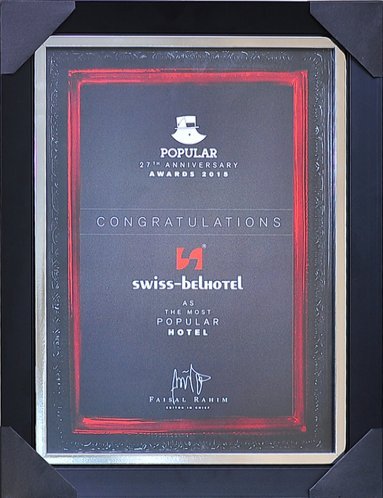 POPULAR
27TH ANNIVERSARY
AWARDS 2015
CONGRATULATIONS
swiss-belhotel
AS
THE MOST
POPULAR
HOTEL
FAISAL RAHIM
EDITOR IN CHIEF